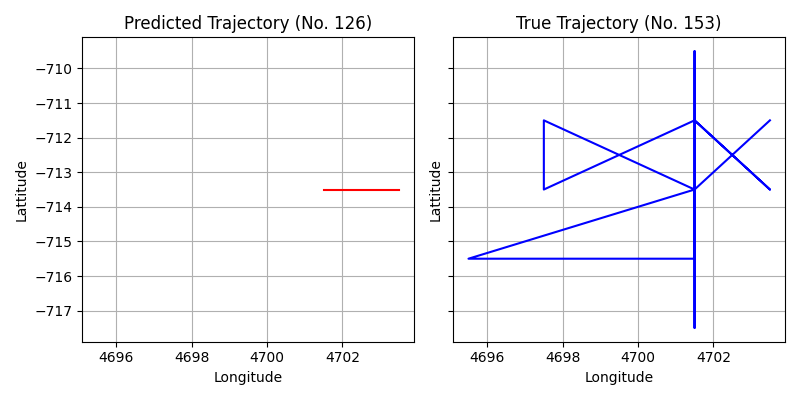 Predicted Trajectory (No. 126)
True Trajectory (No. 153)
−710
−711
−712
−713
−714
−715
−716
−717
Lattitude
Lattitude
4696 4698 4700 4702
4696 4698 4700 4702
Longitude
Longitude